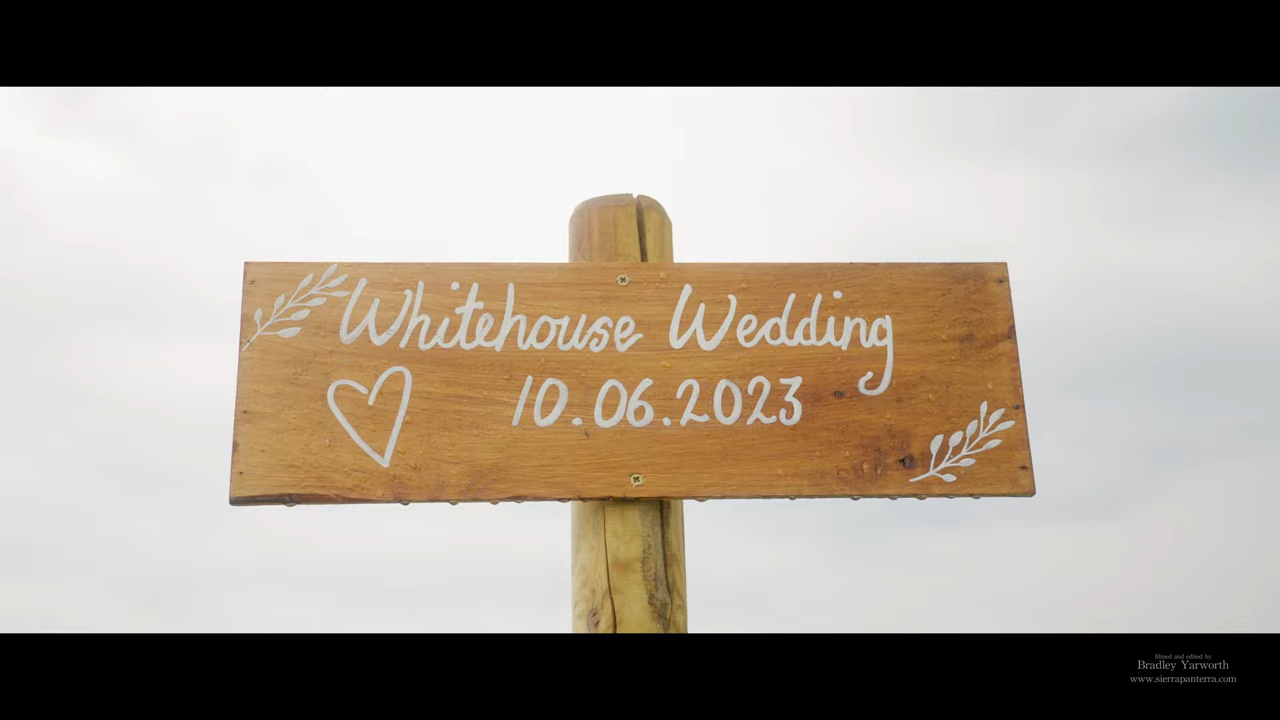 Whitehouse Wedding
10.06.2023
filmed and edited by
Bradley Yarworth
www.sierrapanterra.com